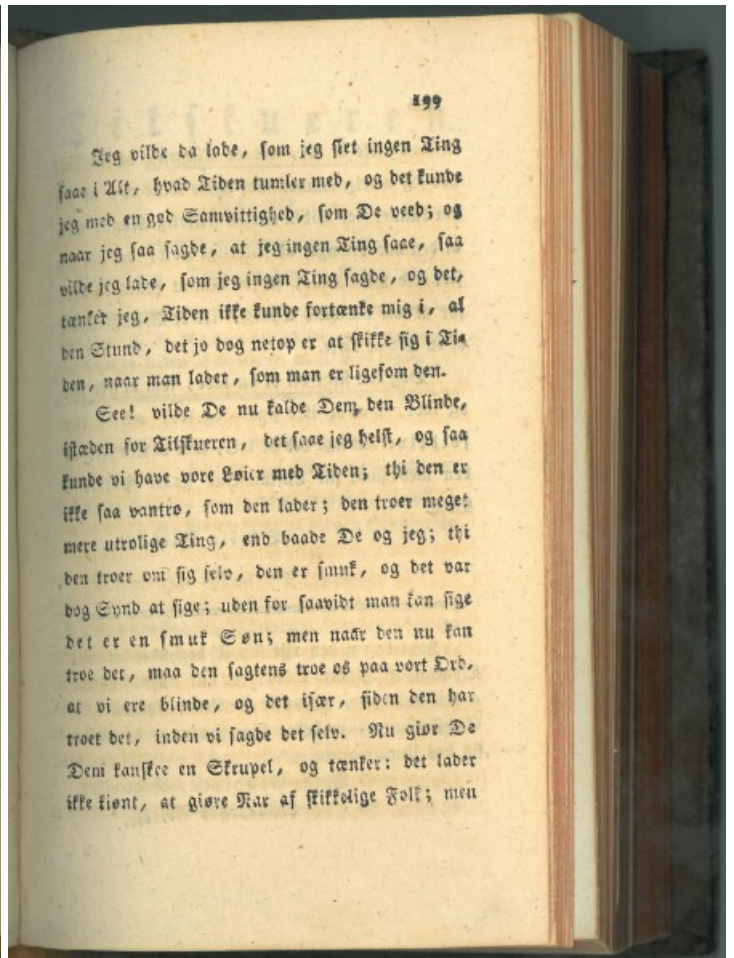 199
Jeg vilde da lade, som jeg slet ingen Ting
saae i Alt, hvad Tiden tumler med, og det kunde
jeg med en god Samvittighed, som De veed; og
naar jeg saa sagde, at jeg ingen Ting saae, saa
vilde jeg lade, som jeg ingen Ting sagde, og det,
tænker jeg, Tiden ikke kunde fortænke mig i, al
den Stund, det jo dog netop er at skikke sig i Ti-
den, naar man lader, som man er ligesom den.
See! vilde De nu kalde Dem den Blinde,
istæden for Tilskueren, det saae jeg helst, og saa
kunde vi have vore Løier med Tiden; thi den er
ikke saa vantro, som den lader; den troer meget
mere utrolige Ting, end baade De og jeg; thi
den troer om sig selv, den er smuk, og det var
dog Synd at sige; uden for saavidt man kan sige
det er en smuk Søn; men naar den nu kan
troe det, maa den sagtens troe os paa vort Ord,
at vi ere blinde, og det især, siden den har
troet det, inden vi sagde det selv. Nu giør De
Dem kanskee en Skrupel, og tænker: det lader
ikke kiønt, at giøre Nar af skikkelige Folk; men